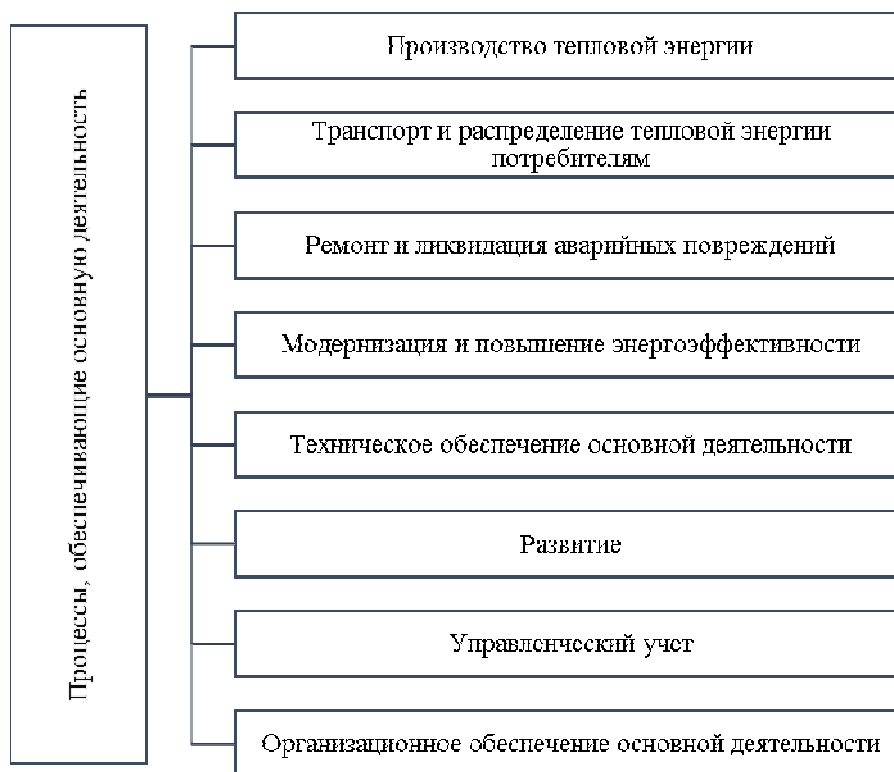 Процессы, обеспечивающие основную деятельность
Производство тепловой энергии
Транспорт и распределение тепловой энергии
потребителям
Ремонт и ликвидация аварийных повреждений
Модернизация и повышение энергоэффективности
Техническое обеспечение основной деятельности
Развитие
Управленческий учет
Организационное обеспечение основной деятельности